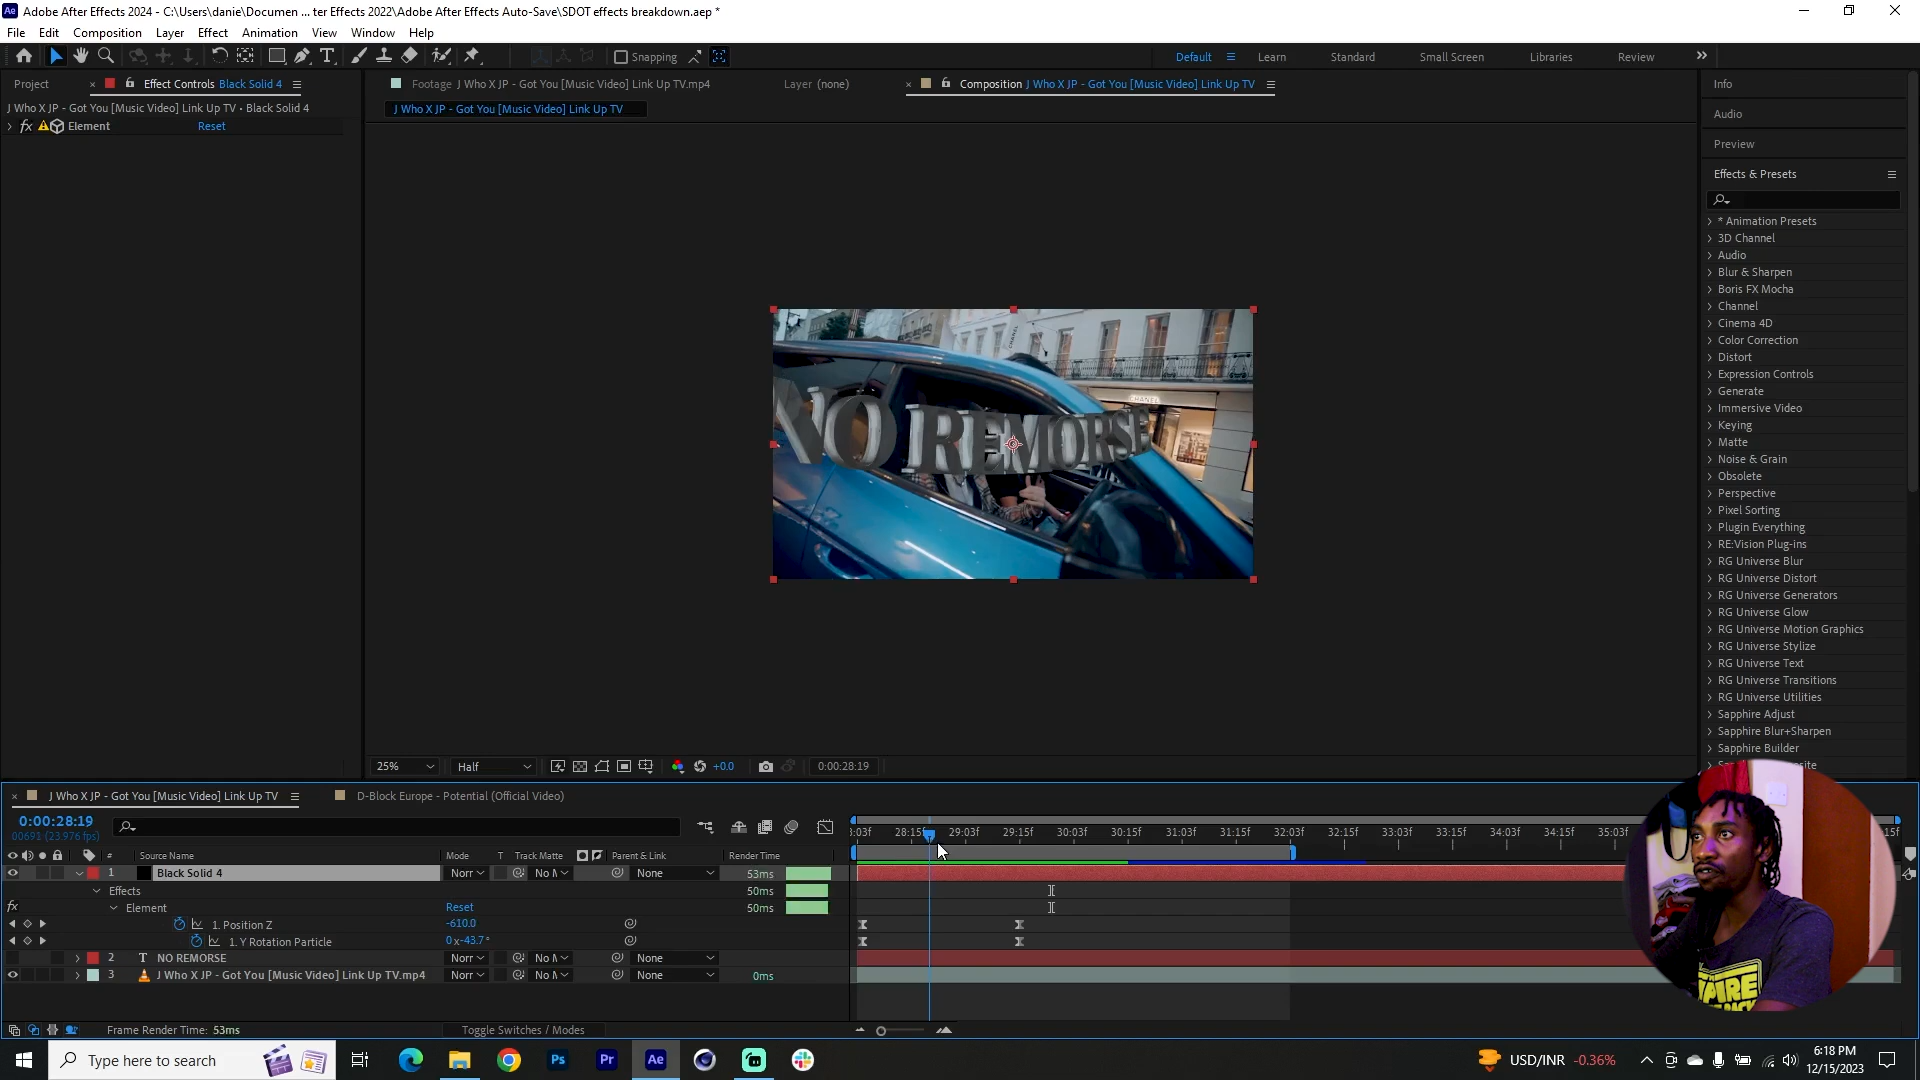 Adobe After Effects 2024 - C:\Users\danie\Documen ... ter Effects 2022\Adobe After Effects Auto-Save\SDOT effects breakdown.aep *
File Edit Composition Layer Effect Animation View Window Help
Snapping
Default Learn Standard Small Screen Libraries Review
Project Effect Controls Black Solid 4
Footage J Who X JP - Got You [Music Video] Link Up TV.mp4 Layer (none) Composition J Who X JP - Got You [Music Video] Link Up TV
J Who X JP - Got You [Music Video] Link Up TV • Black Solid 4
J Who X JP - Got You [Music Video] Link Up TV
fx Element Reset
Info
Audio
Preview
Effects & Presets
* Animation Presets
3D Channel
Audio
Blur & Sharpen
Boris FX Mocha
Channel
Cinema 4D
Color Correction
Distort
Expression Controls
Generate
Immersive Video
Keying
Matte
Noise & Grain
Obsolete
Perspective
Pixel Sorting
Plugin Everything
RE:Vision Plug-ins
RG Universe Blur
RG Universe Distort
RG Universe Generators
RG Universe Glow
RG Universe Motion Graphics
RG Universe Stylize
RG Universe Text
RG Universe Transitions
RG Universe Utilities
Sapphire Adjust
Sapphire Blur+Sharpen
Sapphire Builder
CHANEL
CHANEL
NO REMORSE
25% Half +0.0 0:00:28:19
J Who X JP - Got You [Music Video] Link Up TV D-Block Europe - Potential (Official Video)
0:00:28:19
00691 (23.976 fps)
3:03f 28:15f 29:03f 29:15f 30:03f 30:15f 31:03f 31:15f 32:03f 32:15f 33:03f 33:15f 34:03f 34:15f 35:03f 15f
# Source Name Mode T Track Matte Parent & Link Render Time
1 Black Solid 4 Norr No M None 53ms
Effects 50ms
fx Element Reset 50ms
1. Position Z -610.0
1. Y Rotation Particle 0x-43.7°
2 T NO REMORSE Norr No M None
3 J Who X JP - Got You [Music Video] Link Up TV.mp4 Norr No M None 0ms
Frame Render Time: 53ms Toggle Switches / Modes
Type here to search
Ps Pr Ae
USD/INR -0.36%
6:18 PM
12/15/2023